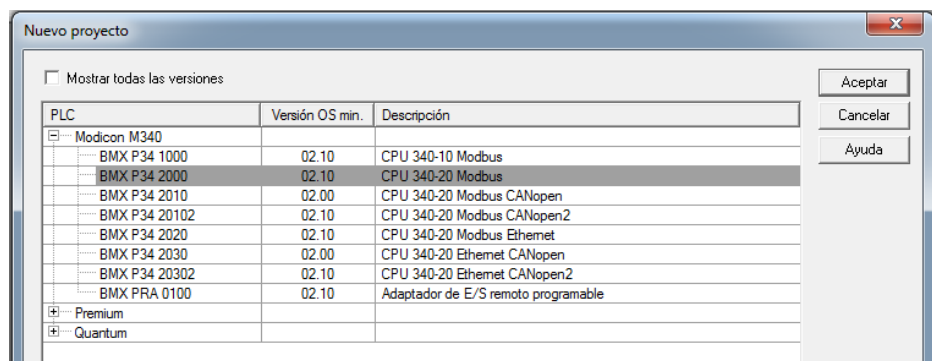 Nuevo proyecto
Mostrar todas las versiones
Aceptar
PLC Versión OS min. Descripción
Cancelar
Modicon M340
Ayuda
BMX P34 1000 02.10 CPU 340-10 Modbus
BMX P34 2000 02.10 CPU 340-20 Modbus
BMX P34 2010 02.00 CPU 340-20 Modbus CANopen
BMX P34 20102 02.10 CPU 340-20 Modbus CANopen2
BMX P34 2020 02.10 CPU 340-20 Modbus Ethernet
BMX P34 2030 02.00 CPU 340-20 Ethernet CANopen
BMX P34 20302 02.10 CPU 340-20 Ethernet CANopen2
BMX PRA 0100 02.10 Adaptador de E/S remoto programable
Premium
Quantum